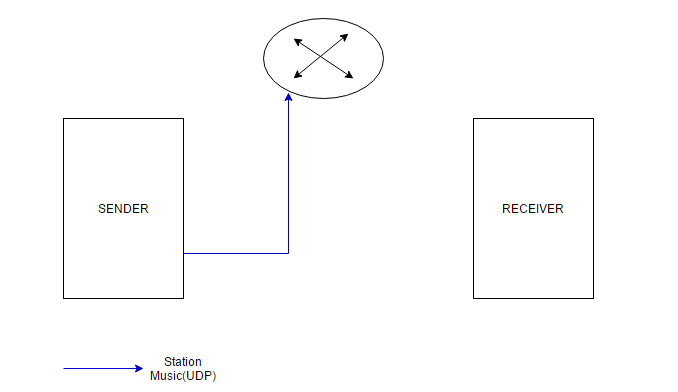 SENDER
RECEIVER
Station
Music(UDP)